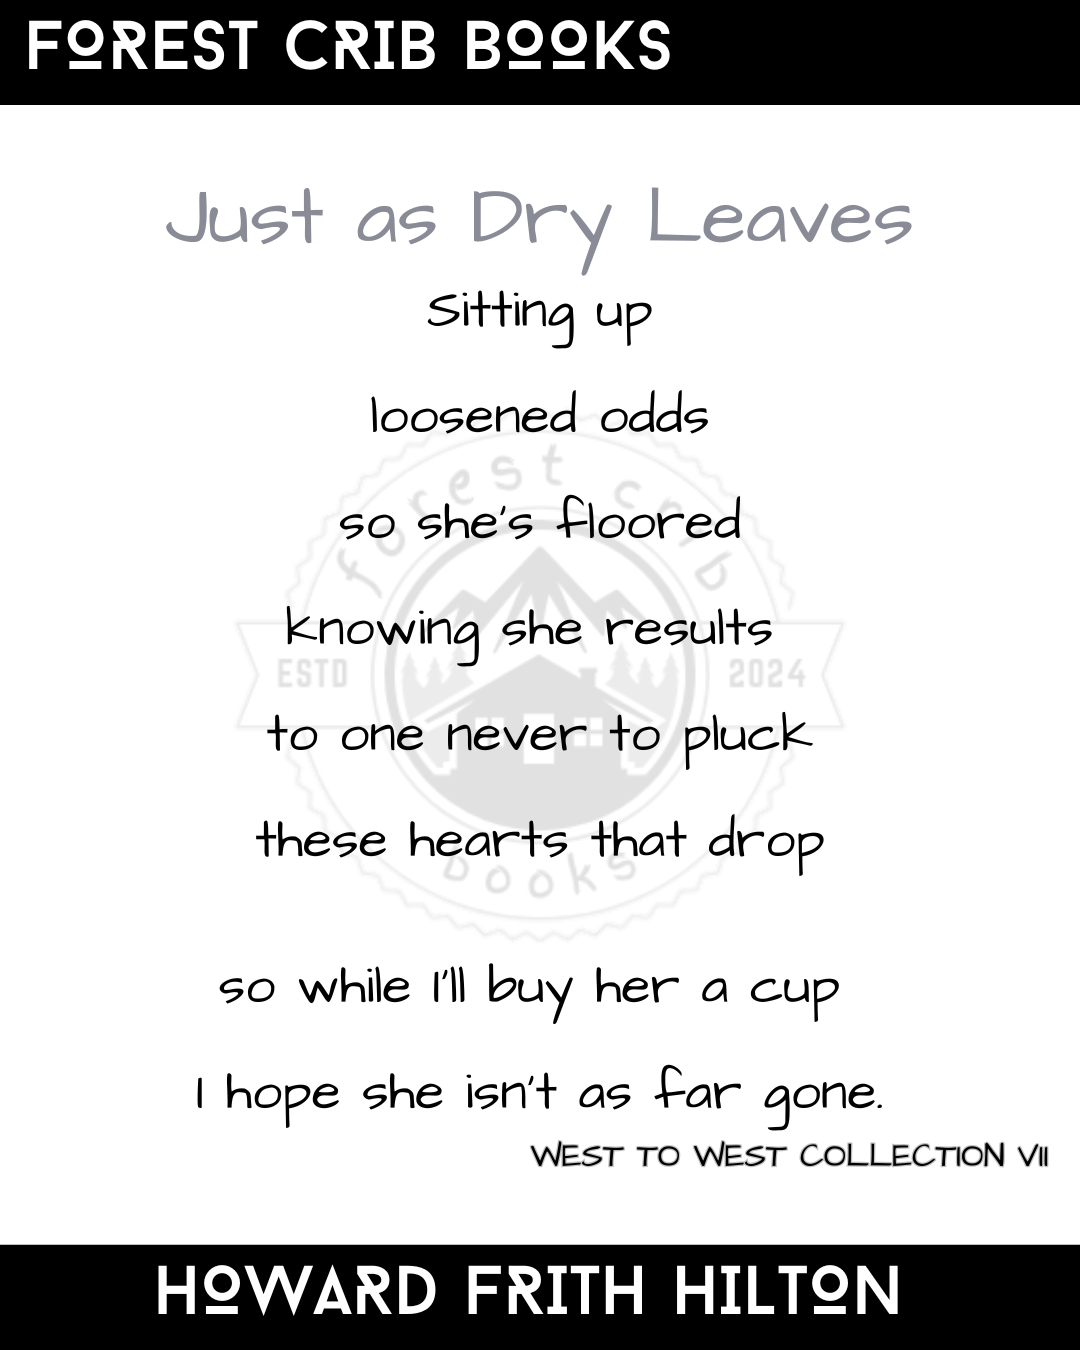 FOREST CRIB BOOKS
Just as Dry Leaves
Sitting up
loosened odds
forest crib
so she's floored
knowing she results
ESTD 2024
to one never to pluck
these hearts that drop
books
so while I'll buy her a cup
I hope she isn't as far gone.
WEST TO WEST COLLECTION VII
HOWARD FRITH HILTON